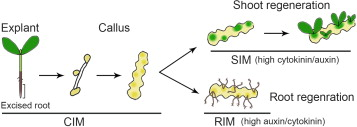 Explant
Callus
Excised root
CIM
Shoot regeneration
SIM (high cytokinin/auxin)
Root regenration
RIM (high auxin/cytokinin)